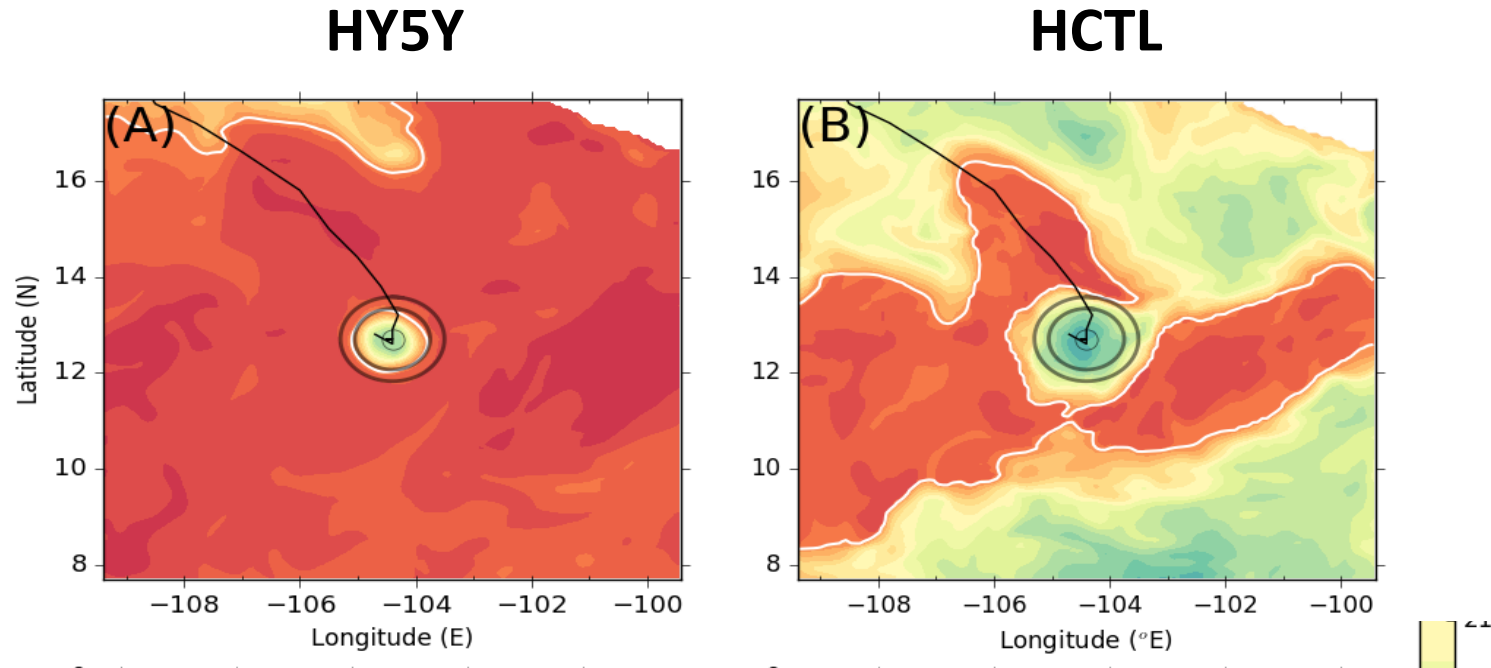 HY5Y HCTL
(A) (B)
16 16
14 14
Latitude (N)
12 12
10 10
8 8
−108 −106 −104 −102 −100 −108 −106 −104 −102 −100
Longitude (E) Longitude (°E)